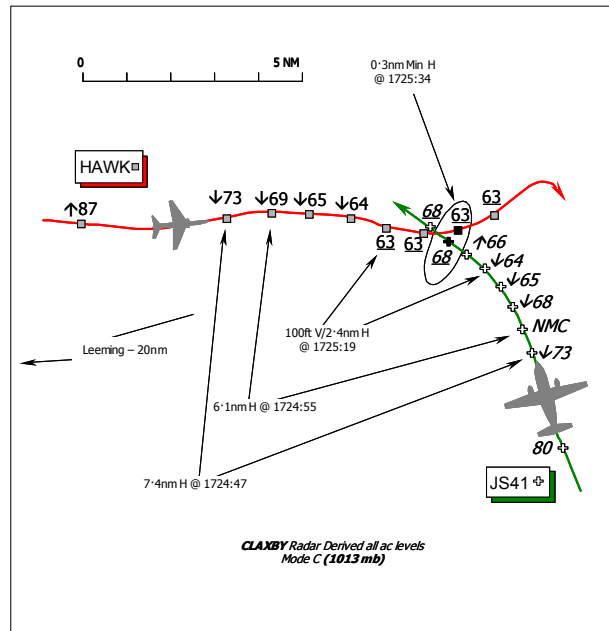 0 5 NM
0·3nm Min H
@ 1725:34
HAWK
↑87
↓73
↓69
↓65
↓64
63
63
68
63
63
68
↑66
↓64
↓65
↓68
NMC
↓73
80
100ft V/2·4nm H
@ 1725:19
Leeming – 20nm
6·1nm H @ 1724:55
7·4nm H @ 1724:47
JS41
CLAXBY Radar Derived all ac levels
Mode C (1013 mb)